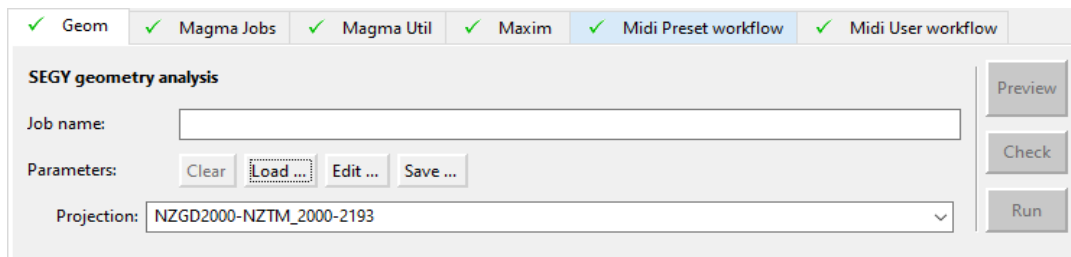 Geom Magma Jobs Magma Util Maxim Midi Preset workflow Midi User workflow
SEGY geometry analysis
Preview
Job name:
Check
Parameters: Clear Load ... Edit ... Save ...
Projection: NZGD2000-NZTM_2000-2193
Run